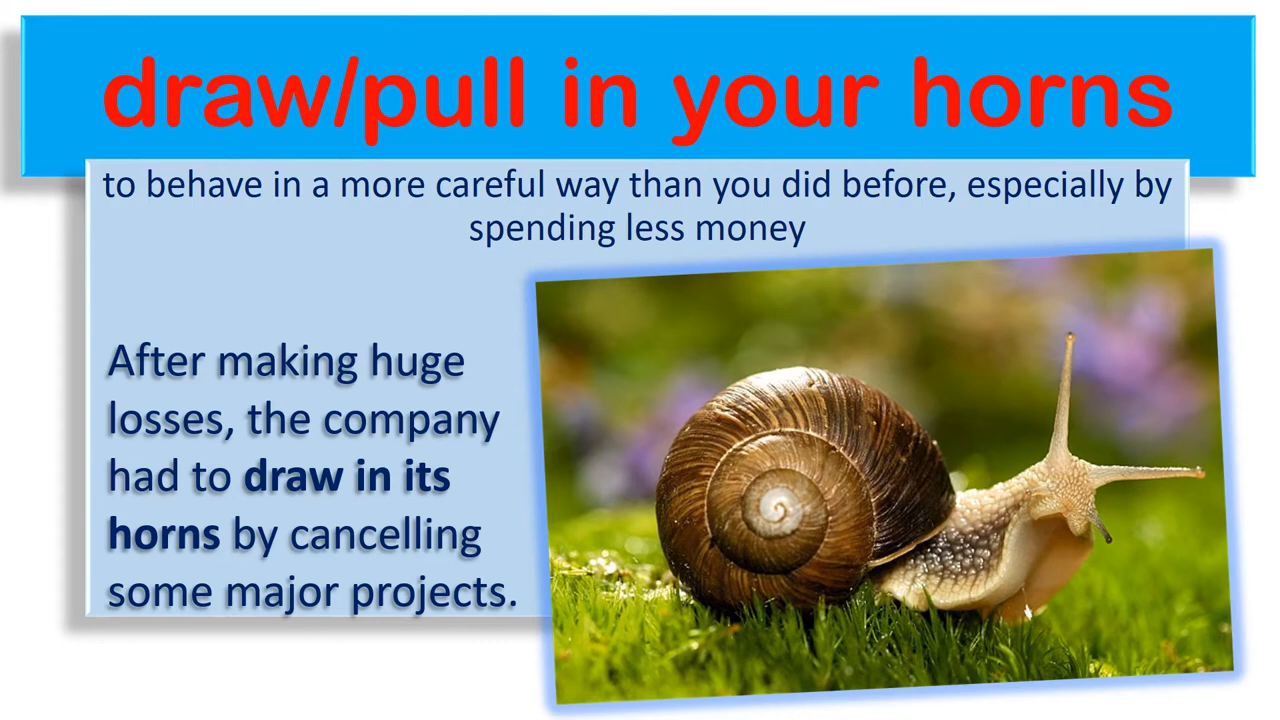 draw/pull in your horns
to behave in a more careful way than you did before, especially by
spending less money
After making huge
losses, the company
had to draw in its
horns by cancelling
some major projects.